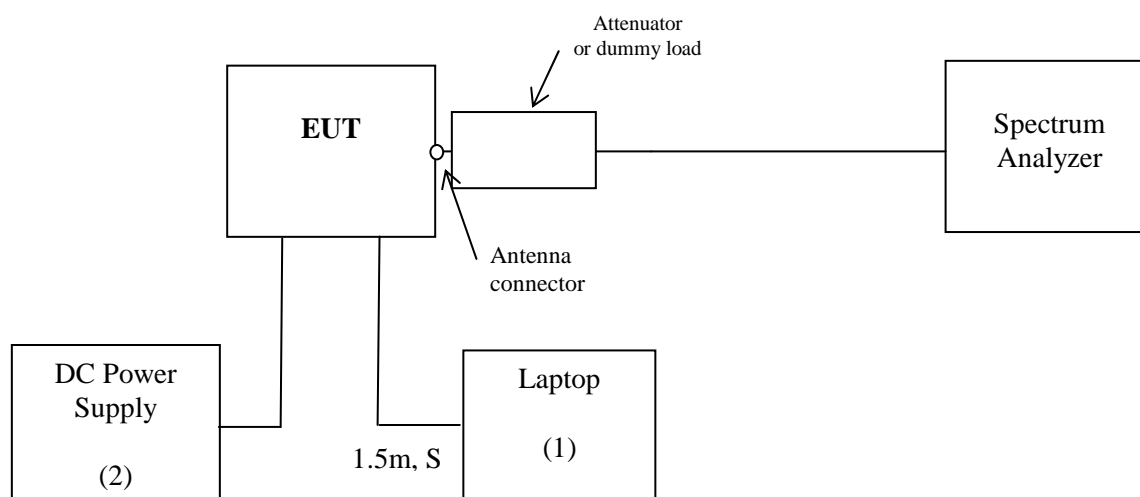 Attenuator
or dummy load
EUT
Spectrum
Analyzer
Antenna
connector
DC Power
Supply
(2)
1.5m, S
Laptop
(1)